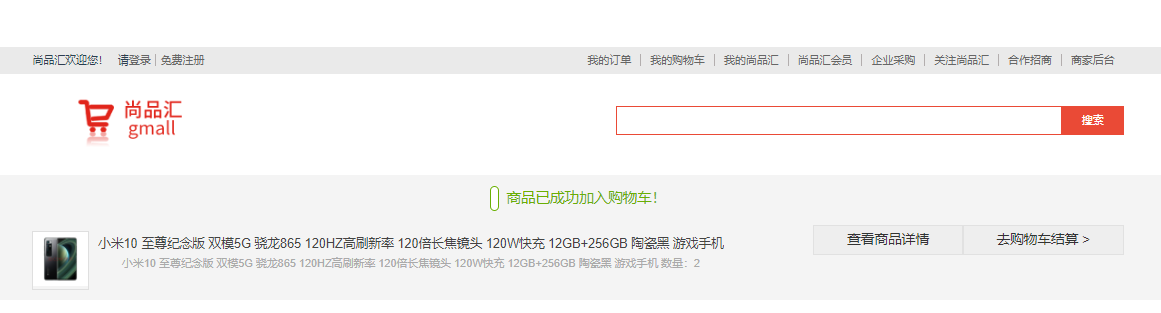 尚品汇欢迎您！ 请登录 免费注册 我的订单 我的购物车 我的尚品汇 尚品汇会员 企业采购 关注尚品汇 合作招商 商家后台
尚品汇
gmall
搜索
商品已成功加入购物车！
小米10 至尊纪念版 双模5G 骁龙865 120HZ高刷新率 120倍长焦镜头 120W快充 12GB+256GB 陶瓷黑 游戏手机
小米10 至尊纪念版 双模5G 骁龙865 120HZ高刷新率 120倍长焦镜头 120W快充 12GB+256GB 陶瓷黑 游戏手机 数量：2
查看商品详情 去购物车结算 >